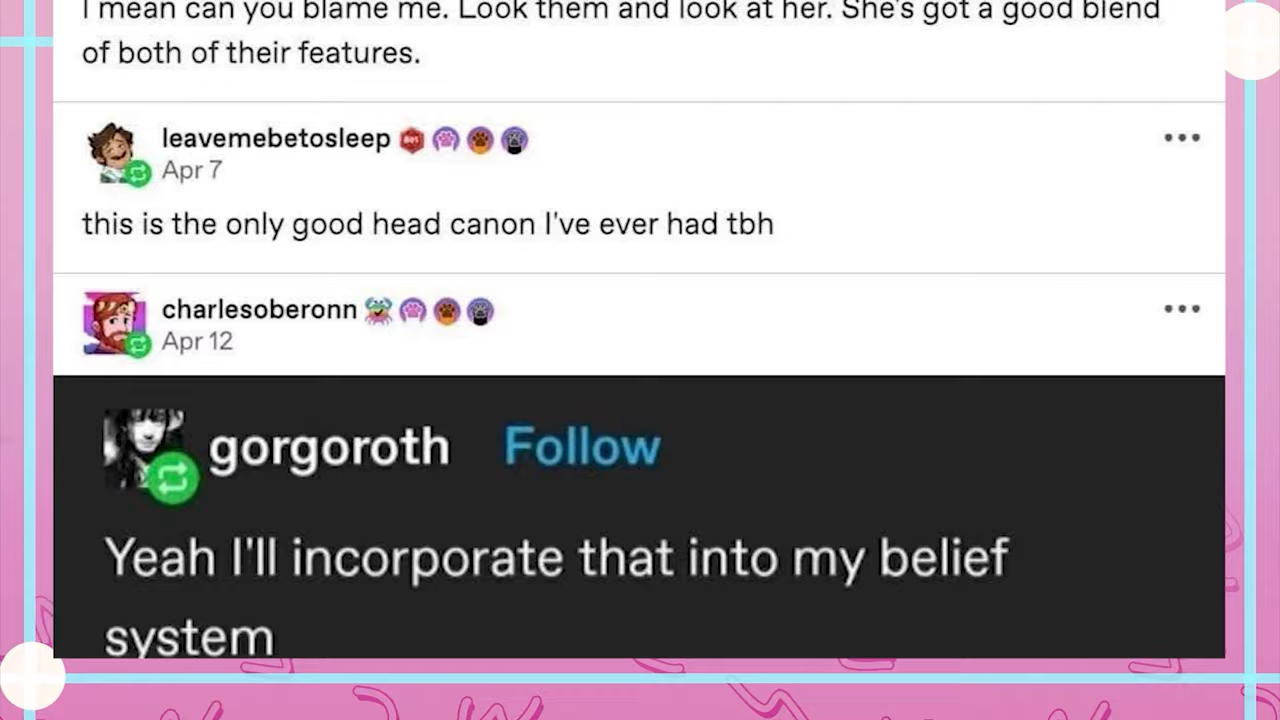 I mean can you blame me. Look them and look at her. She's got a good blend
of both of their features.
leavemebetosleep
Apr 7
this is the only good head canon I've ever had tbh
charlesoberonn
Apr 12
gorgoroth Follow
Yeah I'll incorporate that into my belief
system